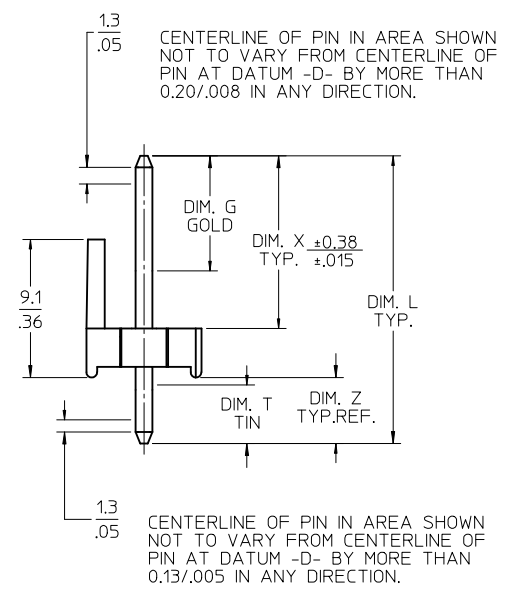 1.3
.05
CENTERLINE OF PIN IN AREA SHOWN
NOT TO VARY FROM CENTERLINE OF
PIN AT DATUM -D- BY MORE THAN
0.20/.008 IN ANY DIRECTION.
DIM. G
GOLD
DIM. X ±0.38
TYP. ±.015
9.1
.36
DIM. L
TYP.
DIM. T
TIN
DIM. Z
TYP.REF.
1.3
.05
CENTERLINE OF PIN IN AREA SHOWN
NOT TO VARY FROM CENTERLINE OF
PIN AT DATUM -D- BY MORE THAN
0.13/.005 IN ANY DIRECTION.